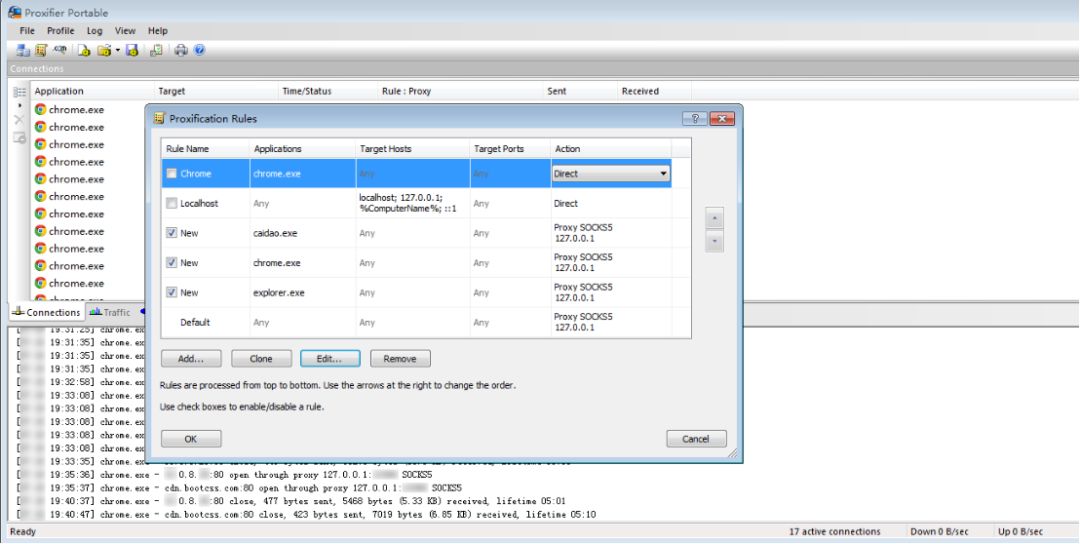 Proxifier Portable
File Profile Log View Help
Connections
Application Target Time/Status Rule : Proxy Sent Received
chrome.exe
chrome.exe
chrome.exe
chrome.exe
chrome.exe
chrome.exe
chrome.exe
chrome.exe
chrome.exe
chrome.exe
chrome.exe
chrome.exe
Proxification Rules
Rule Name Applications Target Hosts Target Ports Action
Chrome chrome.exe Any Any Direct
Localhost Any localhost; 127.0.0.1; %ComputerName%; ::1 Any Direct
New caidao.exe Any Any Proxy SOCKS5 127.0.0.1
New chrome.exe Any Any Proxy SOCKS5 127.0.0.1
New explorer.exe Any Any Proxy SOCKS5 127.0.0.1
Default Any Any Any Proxy SOCKS5 127.0.0.1
Add... Clone Edit... Remove
Rules are processed from top to bottom. Use the arrows at the right to change the order.
Use check boxes to enable/disable a rule.
OK Cancel
Connections Traffic
[ 19:31:25] chrome.ex
[ 19:31:35] chrome.ex
[ 19:31:35] chrome.ex
[ 19:31:35] chrome.ex
[ 19:32:58] chrome.ex
[ 19:33:08] chrome.ex
[ 19:33:08] chrome.ex
[ 19:33:08] chrome.ex
[ 19:33:08] chrome.ex
[ 19:33:08] chrome.ex
[ 19:33:35] chrome.exe
[ 19:35:36] chrome.exe - 0.8. :80 open through proxy 127.0.0.1: SOCKS5
[ 19:35:37] chrome.exe - cdn.bootcss.com:80 open through proxy 127.0.0.1: SOCKS5
[ 19:40:37] chrome.exe - 0.8. :80 close, 477 bytes sent, 5468 bytes (5.33 KB) received, lifetime 05:01
[ 19:40:47] chrome.exe - cdn.bootcss.com:80 close, 423 bytes sent, 7019 bytes (6.85 KB) received, lifetime 05:10
Ready 17 active connections Down 0 B/sec Up 0 B/sec